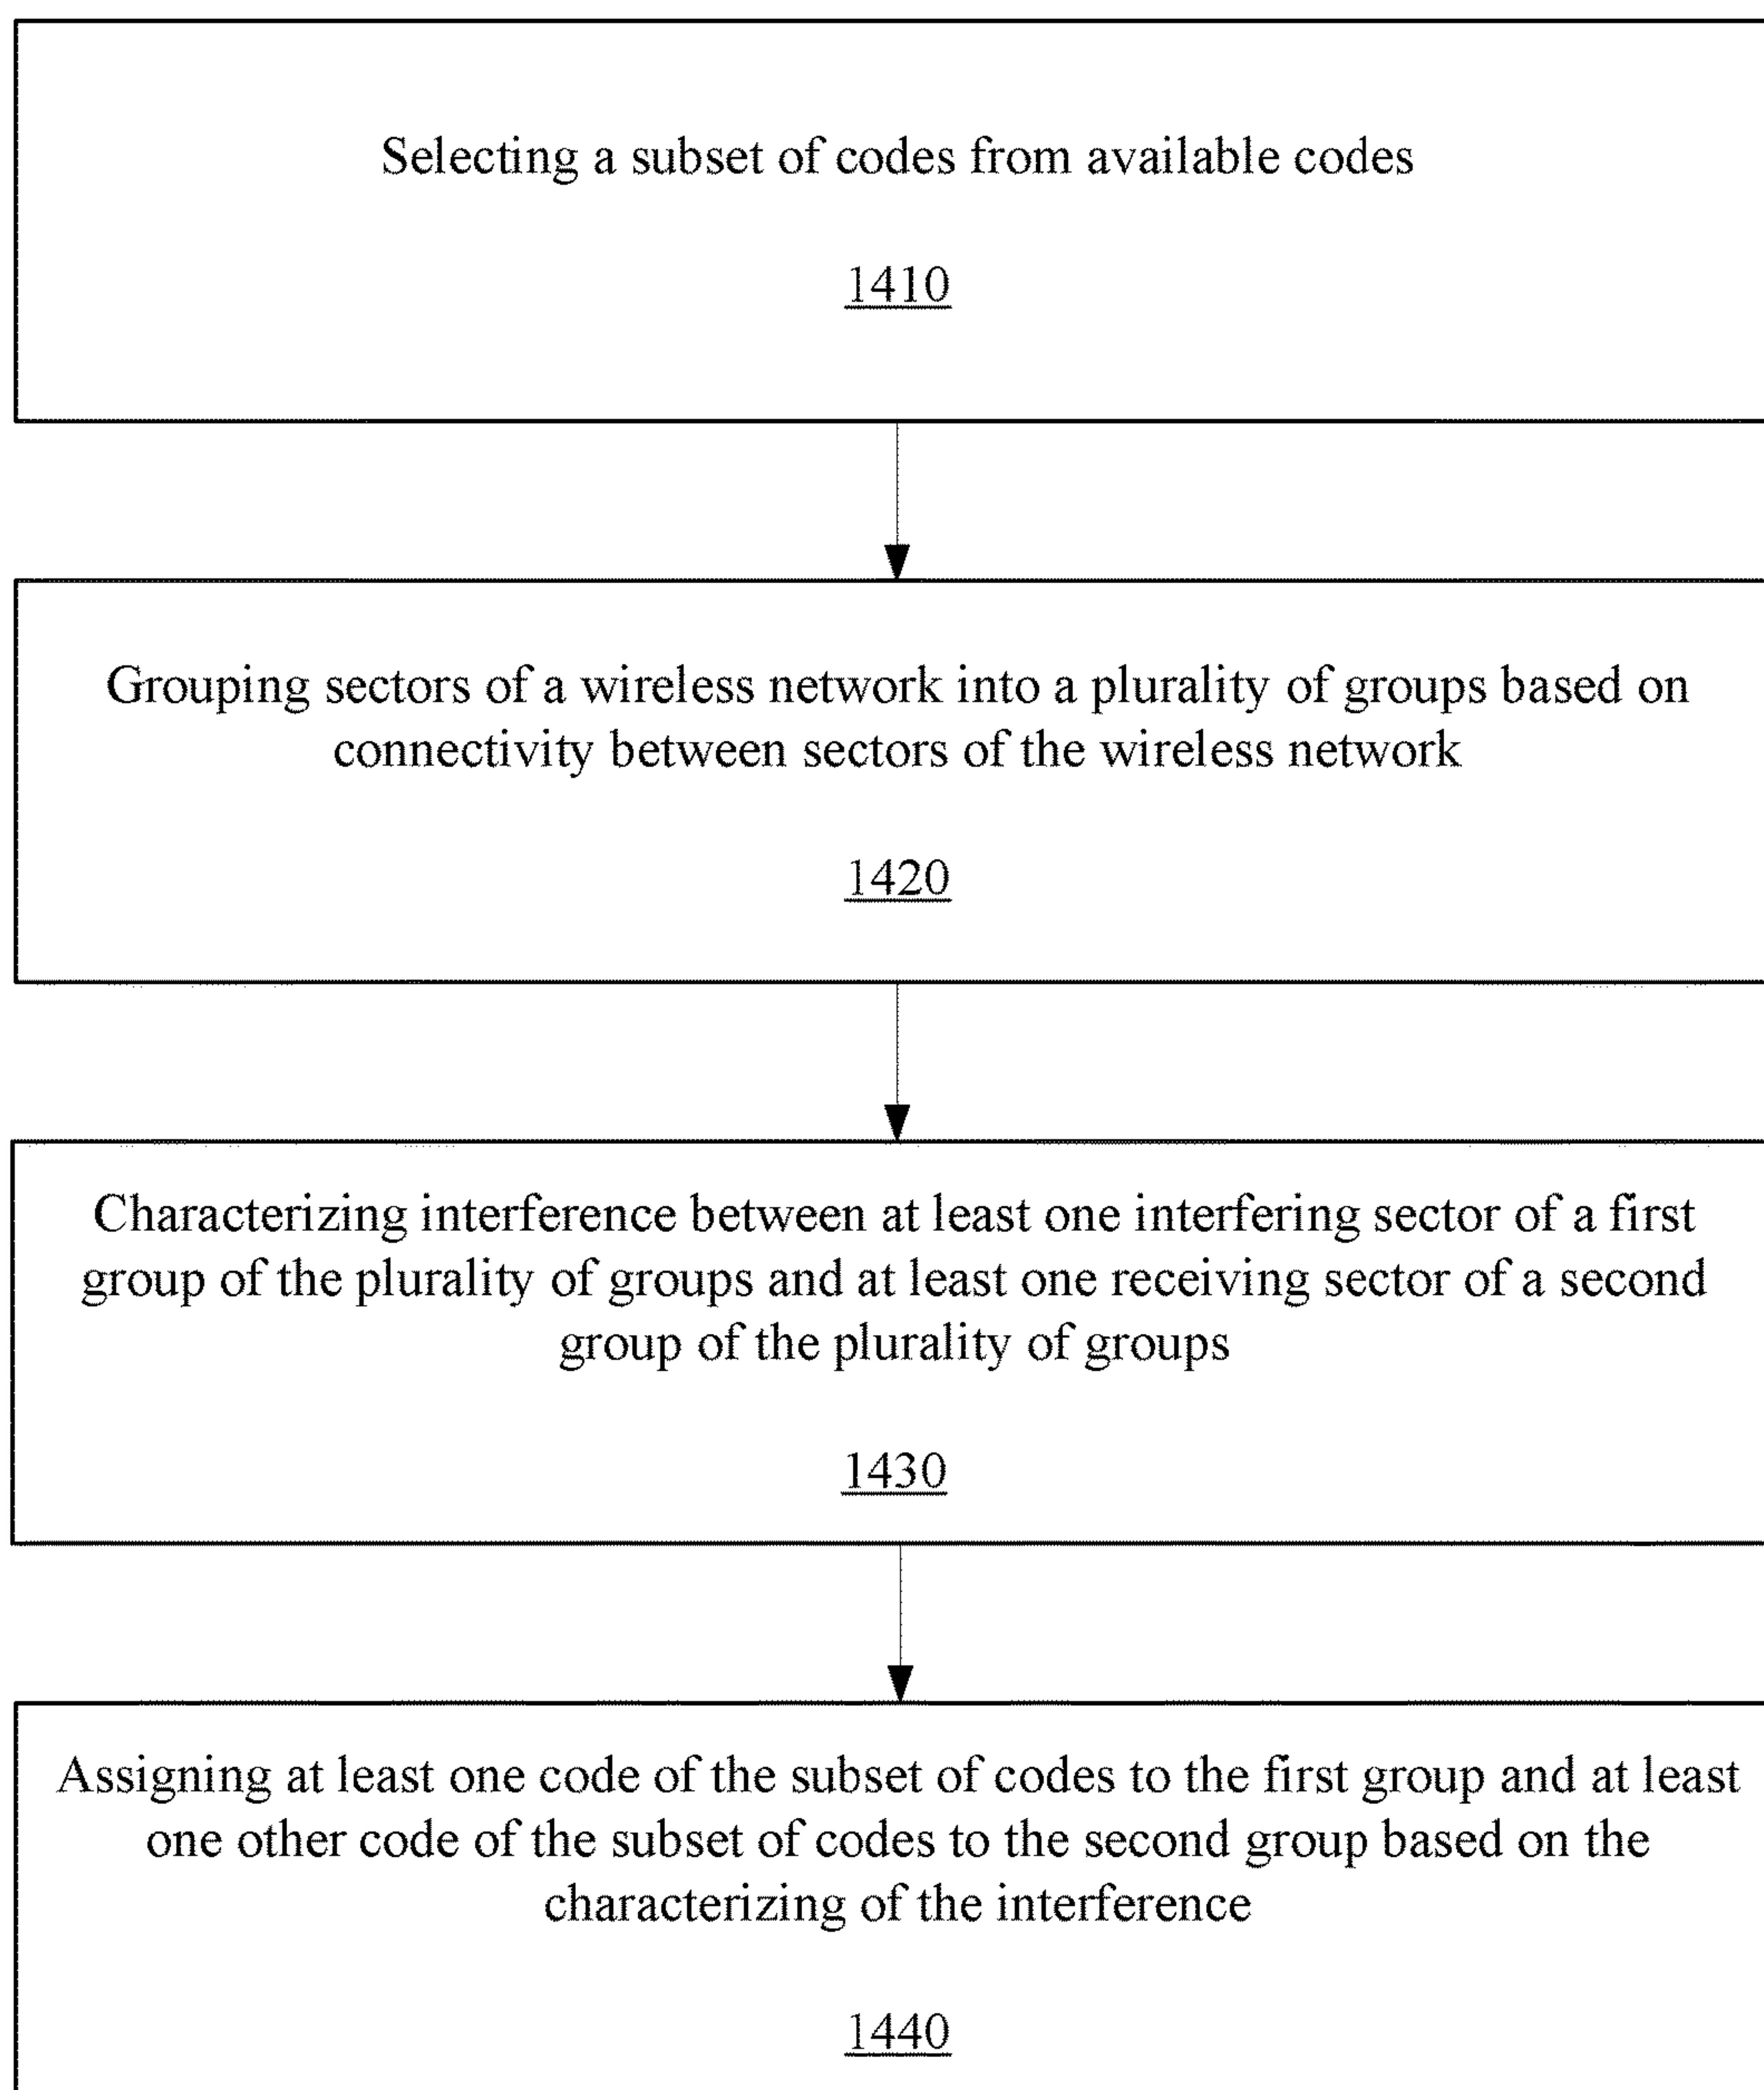 Selecting a subset of codes from available codes
1410
Grouping sectors of a wireless network into a plurality of groups based on
connectivity between sectors of the wireless network
1420
Characterizing interference between at least one interfering sector of a first
group of the plurality of groups and at least one receiving sector of a second
group of the plurality of groups
1430
Assigning at least one code of the subset of codes to the first group and at least
one other code of the subset of codes to the second group based on the
characterizing of the interference
1440